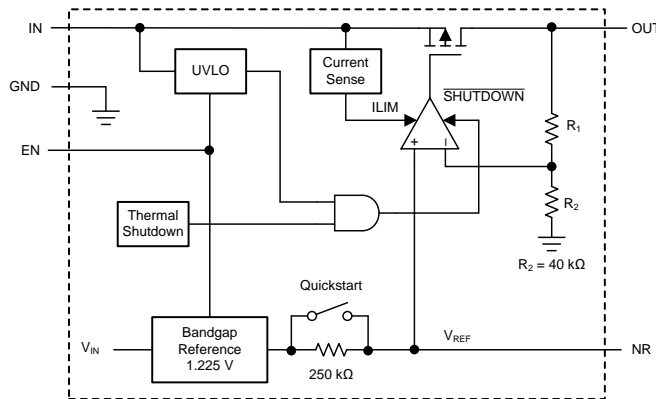 IN
OUT
UVLO
Current
Sense
GND
ILIM
SHUTDOWN
R1
EN
+
–
R2
Thermal
Shutdown
R2 = 40 kΩ
Quickstart
VIN
Bandgap
Reference
1.225 V
VREF
NR
250 kΩ